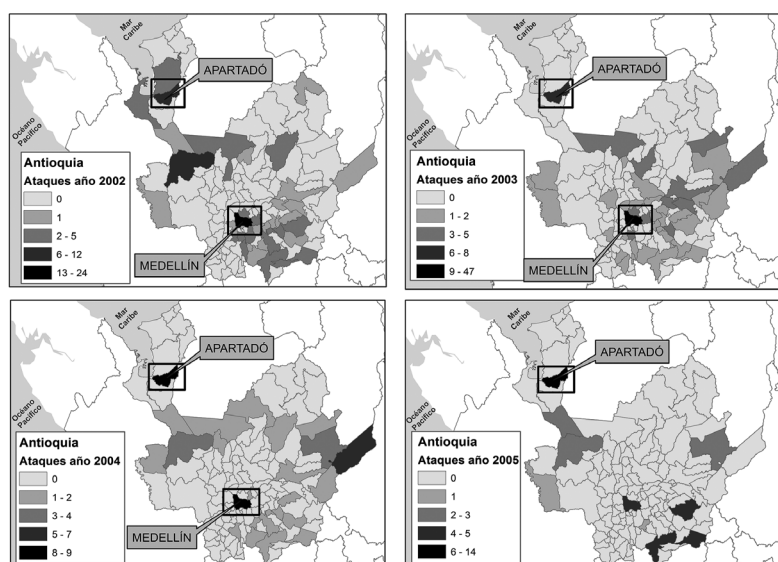 Mar
Caribe
APARTADÓ
Océano
Pacífico
Antioquia
Ataques año 2002
0
1
2 - 5
6 - 12
13 - 24
MEDELLÍN
Mar
Caribe
APARTADÓ
Océano
Pacífico
Antioquia
Ataques año 2003
0
1 - 2
3 - 5
6 - 8
9 - 47
MEDELLÍN
Mar
Caribe
APARTADÓ
Océano
Pacífico
Antioquia
Ataques año 2004
0
1 - 2
3 - 4
5 - 7
8 - 9
MEDELLÍN
Mar
Caribe
APARTADÓ
Océano
Pacífico
Antioquia
Ataques año 2005
0
1
2 - 3
4 - 5
6 - 14